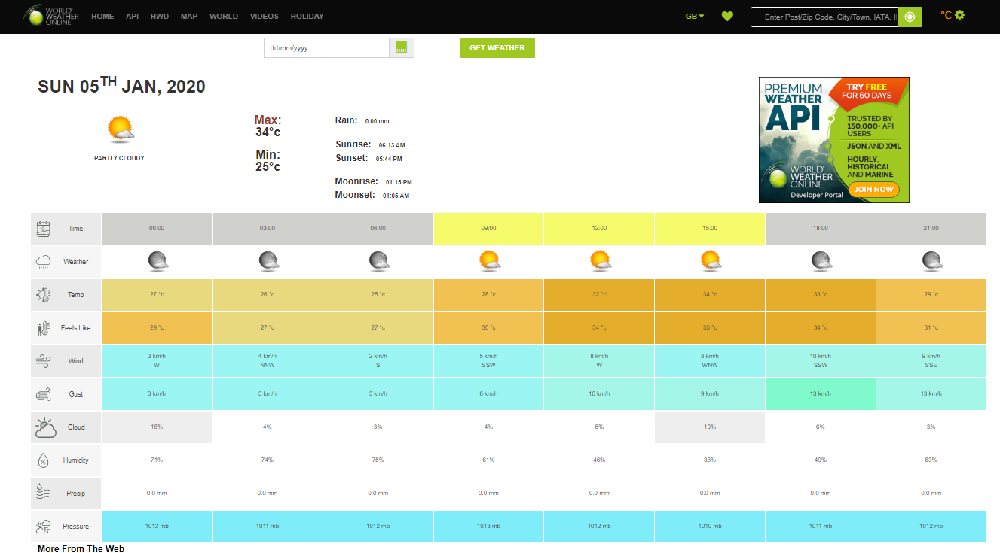 WORLD® WEATHER ONLINE HOME API HWD MAP WORLD VIDEOS HOLIDAY GB Enter Post/Zip Code, City/Town, IATA, I °C
dd/mm/yyyy GET WEATHER
SUN 05TH JAN, 2020
PARTLY CLOUDY
Max:
34°c
Min:
25°c
Rain: 0.00 mm
Sunrise: 06:13 AM
Sunset: 05:44 PM
Moonrise: 01:15 PM
Moonset: 01:05 AM
PREMIUM
WEATHER
API
TRY FREE
FOR 60 DAYS
TRUSTED BY
150,000+ API
USERS
JSON AND XML
HOURLY,
HISTORICAL
AND MARINE
JOIN NOW
WORLD®
WEATHER
ONLINE
Developer Portal
Time 00:00 03:00 06:00 09:00 12:00 15:00 18:00 21:00
Weather
Temp 27 °c 26 °c 25 °c 28 °c 32 °c 34 °c 33 °c 29 °c
Feels Like 29 °c 27 °c 27 °c 30 °c 34 °c 35 °c 34 °c 31 °c
Wind 3 km/h 4 km/h 2 km/h 5 km/h 8 km/h 8 km/h 10 km/h 9 km/h
W NNW S SSW W WNW SSW SSE
Gust 3 km/h 5 km/h 3 km/h 6 km/h 10 km/h 9 km/h 13 km/h 13 km/h
Cloud 16% 4% 3% 4% 5% 10% 6% 3%
Humidity 71% 74% 75% 61% 46% 38% 49% 63%
Precip 0.0 mm 0.0 mm 0.0 mm 0.0 mm 0.0 mm 0.0 mm 0.0 mm 0.0 mm
Pressure 1012 mb 1011 mb 1012 mb 1013 mb 1012 mb 1010 mb 1011 mb 1012 mb
More From The Web